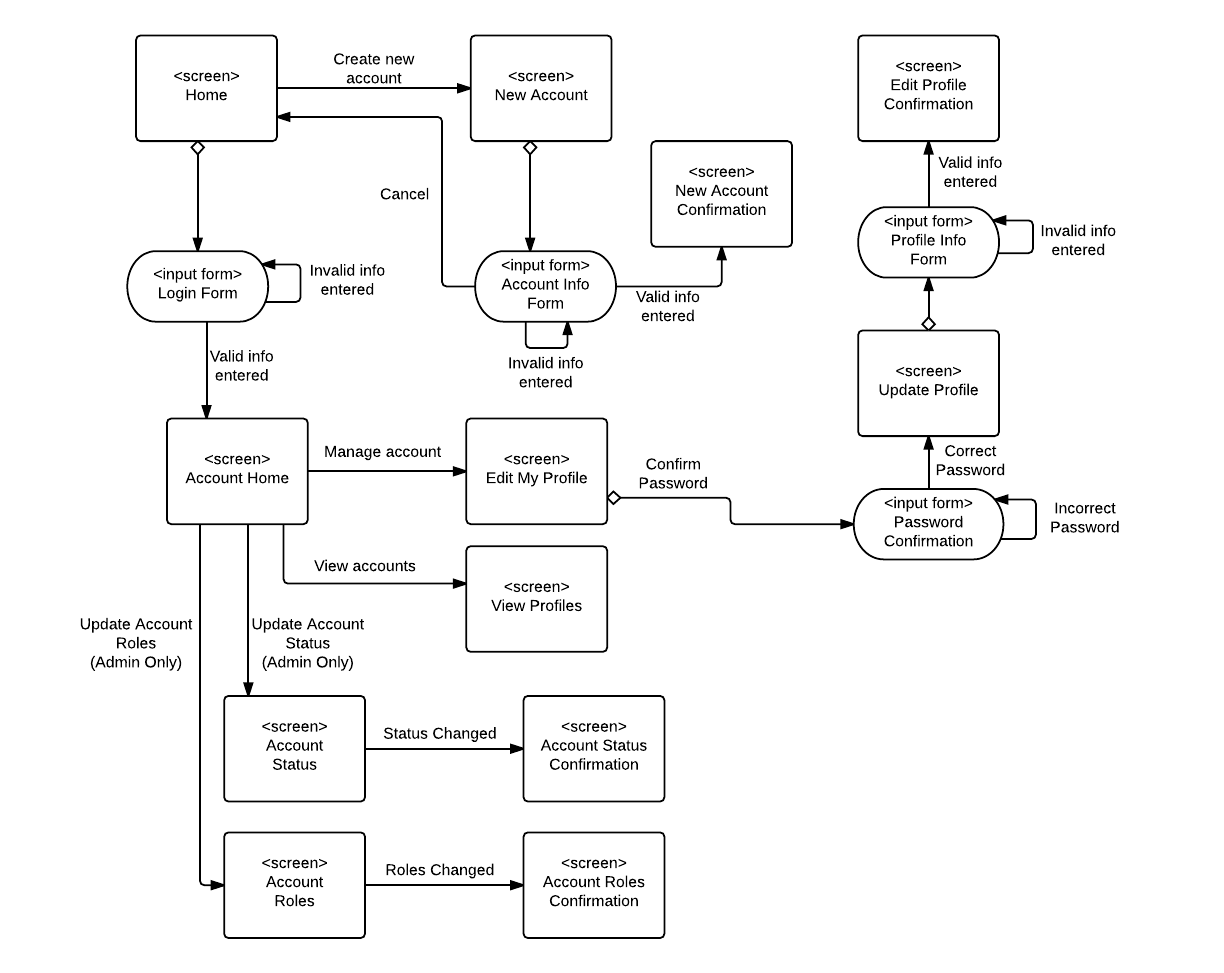 <screen>
Home
Create new
account
<screen>
New Account
<screen>
Edit Profile
Confirmation
Cancel
<screen>
New Account
Confirmation
Valid info
entered
<input form>
Login Form
Invalid info
entered
<input form>
Account Info
Form
Valid info
entered
<input form>
Profile Info
Form
Invalid info
entered
Valid info
entered
Invalid info
entered
<screen>
Update Profile
<screen>
Account Home
Manage account
<screen>
Edit My Profile
Confirm
Password
Correct
Password
<input form>
Password
Confirmation
Incorrect
Password
View accounts
<screen>
View Profiles
Update Account
Roles
(Admin Only)
Update Account
Status
(Admin Only)
<screen>
Account
Status
Status Changed
<screen>
Account Status
Confirmation
<screen>
Account
Roles
Roles Changed
<screen>
Account Roles
Confirmation